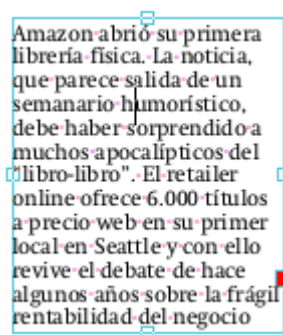 Amazon abrió su primera
librería física. La noticia,
que parece salida de un
semanario humorístico,
debe haber sorprendido a
muchos apocalípticos del
"libro-libro". El retailer
online ofrece 6.000 títulos
a precio web en su primer
local en Seattle y con ello
revive el debate de hace
algunos años sobre la frágil
rentabilidad del negocio